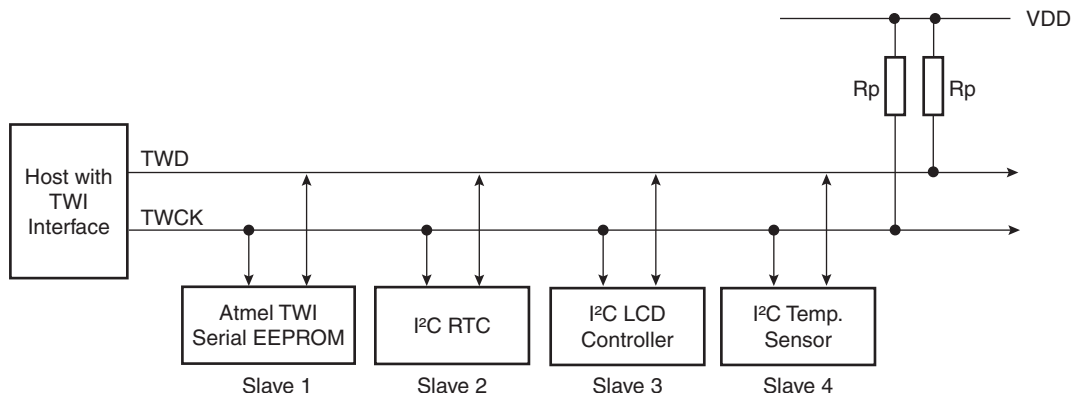 VDD
Rp
Rp
Host with
TWI
Interface
TWD
TWCK
Atmel TWI
Serial EEPROM
I²C RTC
I²C LCD
Controller
I²C Temp.
Sensor
Slave 1
Slave 2
Slave 3
Slave 4